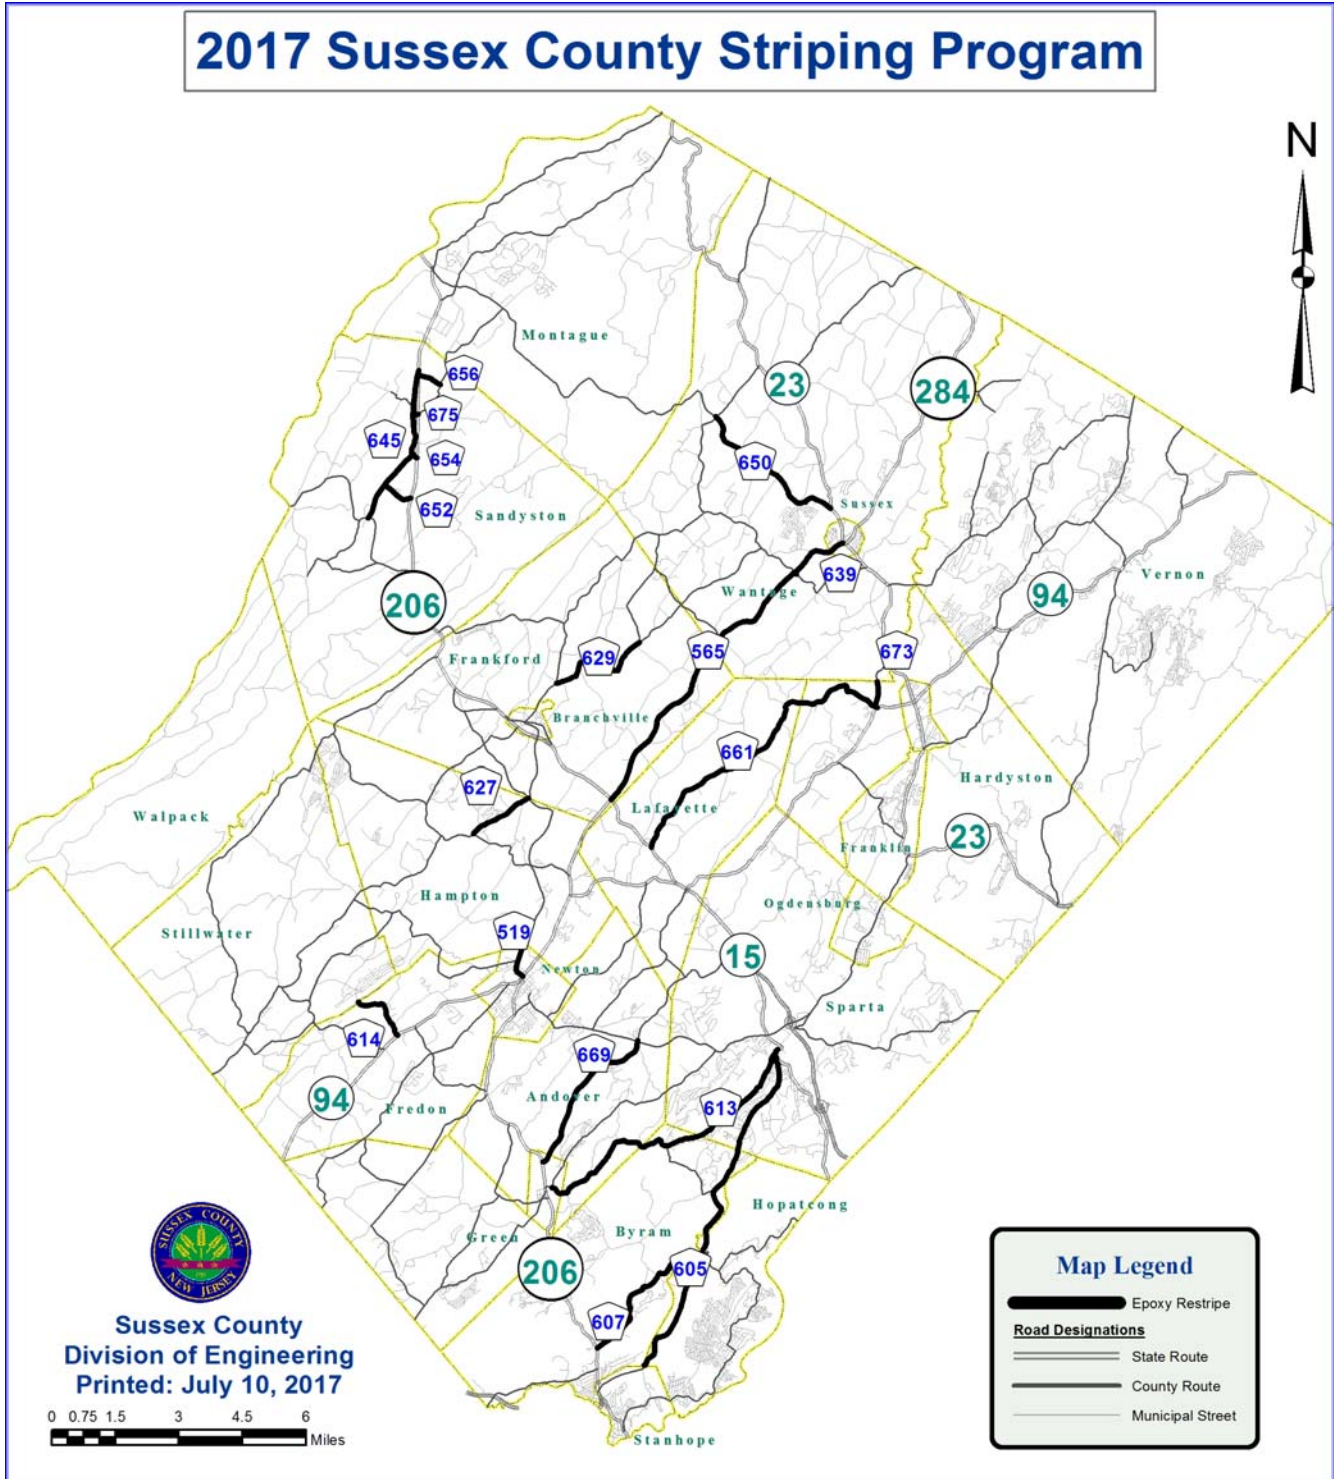 2017 Sussex County Striping Program
N
Montague
656
23
284
675
645
654
650
652
Sandyston
Sussex
639
Wantage
94
Vernon
206
Frankford
629
565
673
Branchville
661
627
Lafayette
Hardyston
Walpack
23
Franklin
Hampton
Ogdensburg
519
Stillwater
15
Newton
Sparta
614
669
94
Andover
Fredon
613
Hopatcong
SUSSEX COUNTY
NEW JERSEY
Green
Byram
206
605
607
Stanhope
Sussex County
Division of Engineering
Printed: July 10, 2017
0 0.75 1.5 3 4.5 6
Miles
Map Legend
Epoxy Restripe
Road Designations
State Route
County Route
Municipal Street